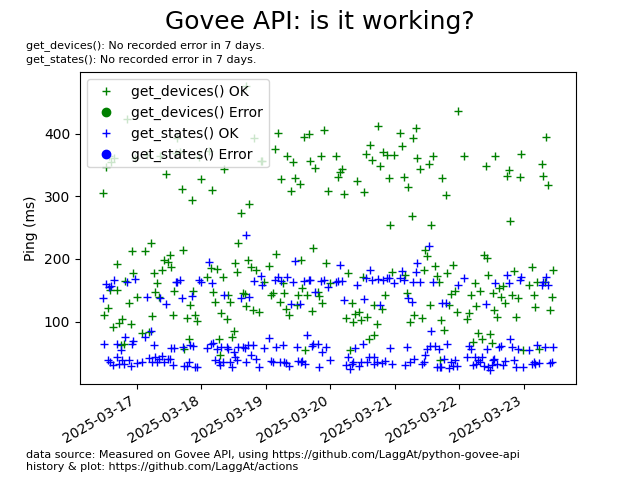 Govee API: is it working?
get_devices(): No recorded error in 7 days.
get_states(): No recorded error in 7 days.
get_devices() OK
get_devices() Error
get_states() OK
get_states() Error
Ping (ms)
400
300
200
100
2025-03-17
2025-03-18
2025-03-19
2025-03-20
2025-03-21
2025-03-22
2025-03-23
data source: Measured on Govee API, using https://github.com/LaggAt/python-govee-api
history & plot: https://github.com/LaggAt/actions